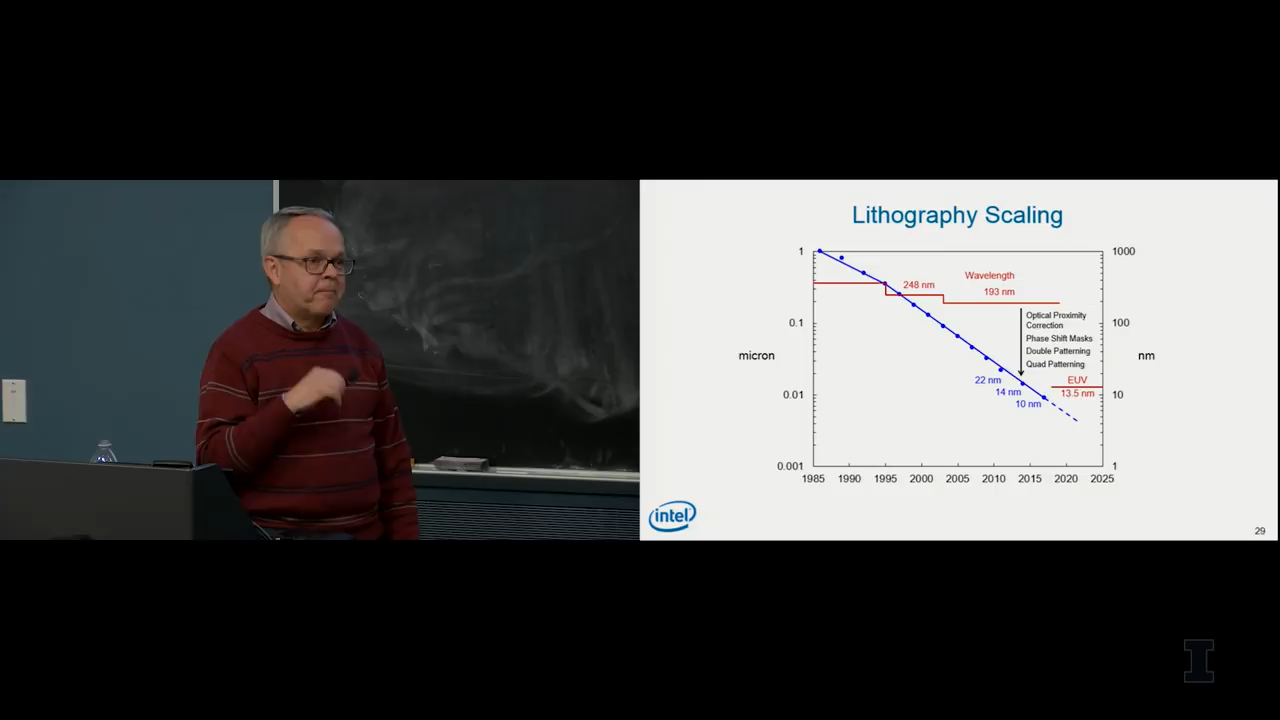 Lithography Scaling
1
1000
Wavelength
248 nm
193 nm
Optical Proximity
Correction
0.1
100
Phase Shift Masks
Double Patterning
micron
nm
Quad Patterning
22 nm
EUV
14 nm
13.5 nm
0.01
10
10 nm
0.001
1
1985 1990 1995 2000 2005 2010 2015 2020 2025
intel
29
I